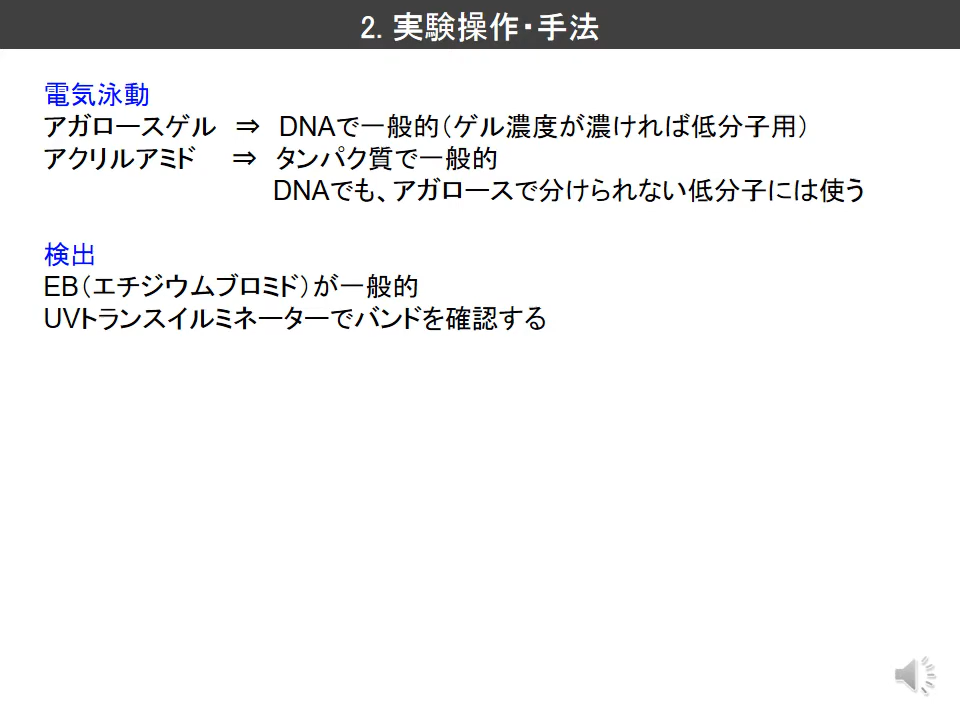 2. 実験操作・手法
電気泳動
アガロースゲル ⇒ DNAで一般的(ゲル濃度が濃ければ低分子用)
アクリルアミド ⇒ タンパク質で一般的
DNAでも、アガロースで分けられない低分子には使う
検出
EB(エチジウムブロミド)が一般的
UVトランスイルミネーターでバンドを確認する